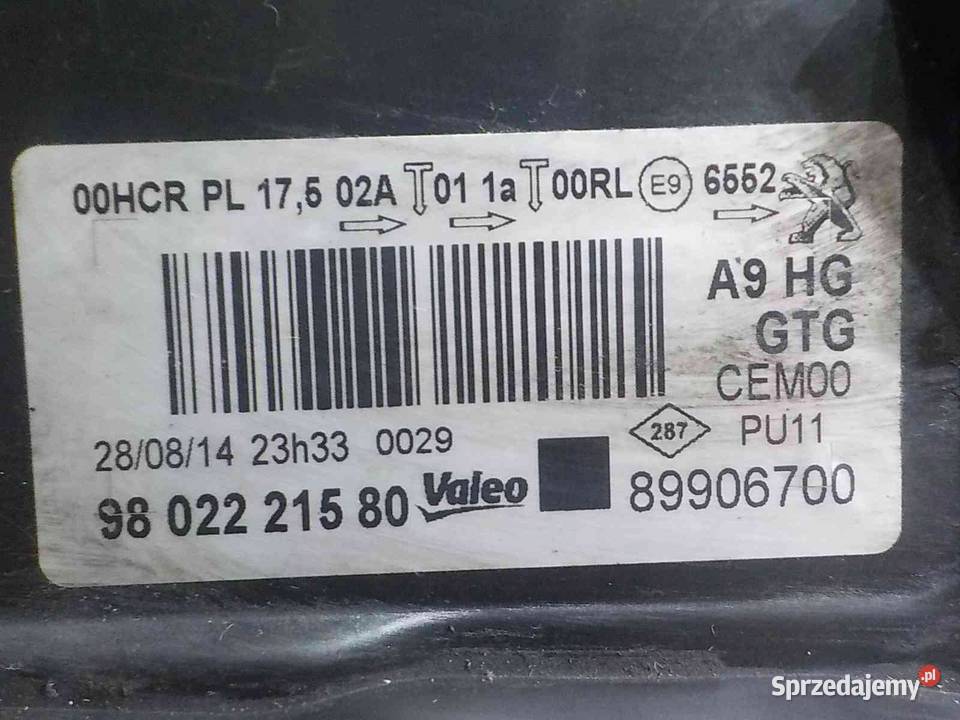 00HCR PL 17,5 02A 01 1a 00RL E9 6552
A9 HG
GTG
CEM00
28/08/14 23h33 0029
287 PU11
98 022 215 80 Valeo 89906700
Sprzedajemy.pl